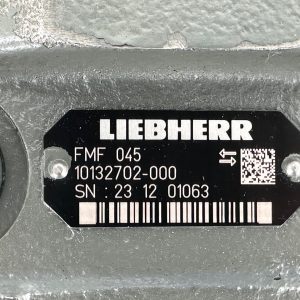 LIEBHERR
FMF 045
10132702-000
SN : 23 12 01063